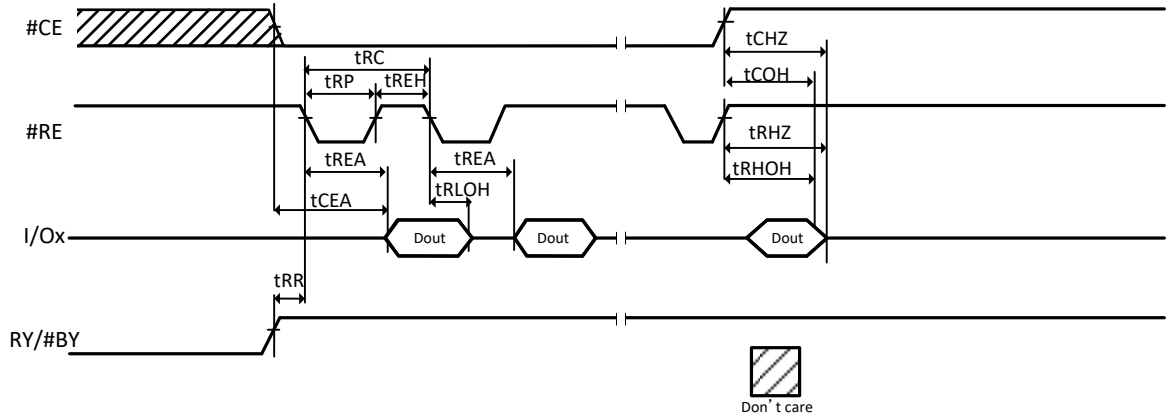 #CE
tCHZ
tRC
tCOH
tRP
tREH
#RE
tRHZ
tREA
tREA
tRHOH
tCEA
tRLOH
I/Ox
Dout
Dout
Dout
tRR
RY/#BY
Don't care